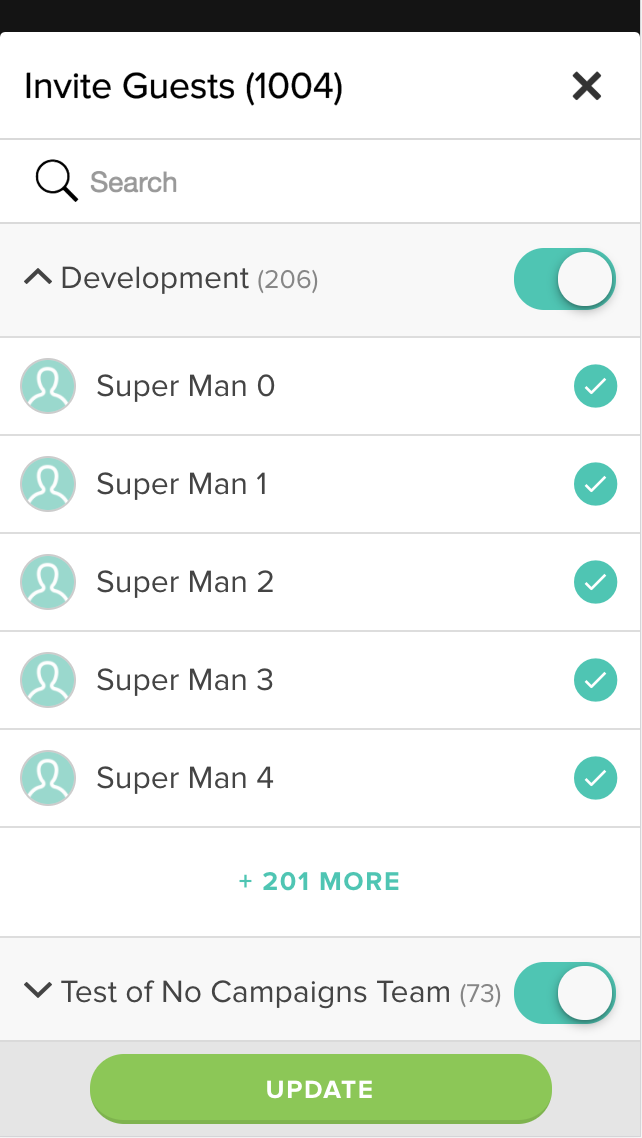 Invite Guests (1004)
Search
Development (206)
Super Man 0
Super Man 1
Super Man 2
Super Man 3
Super Man 4
+ 201 MORE
Test of No Campaigns Team (73)
UPDATE